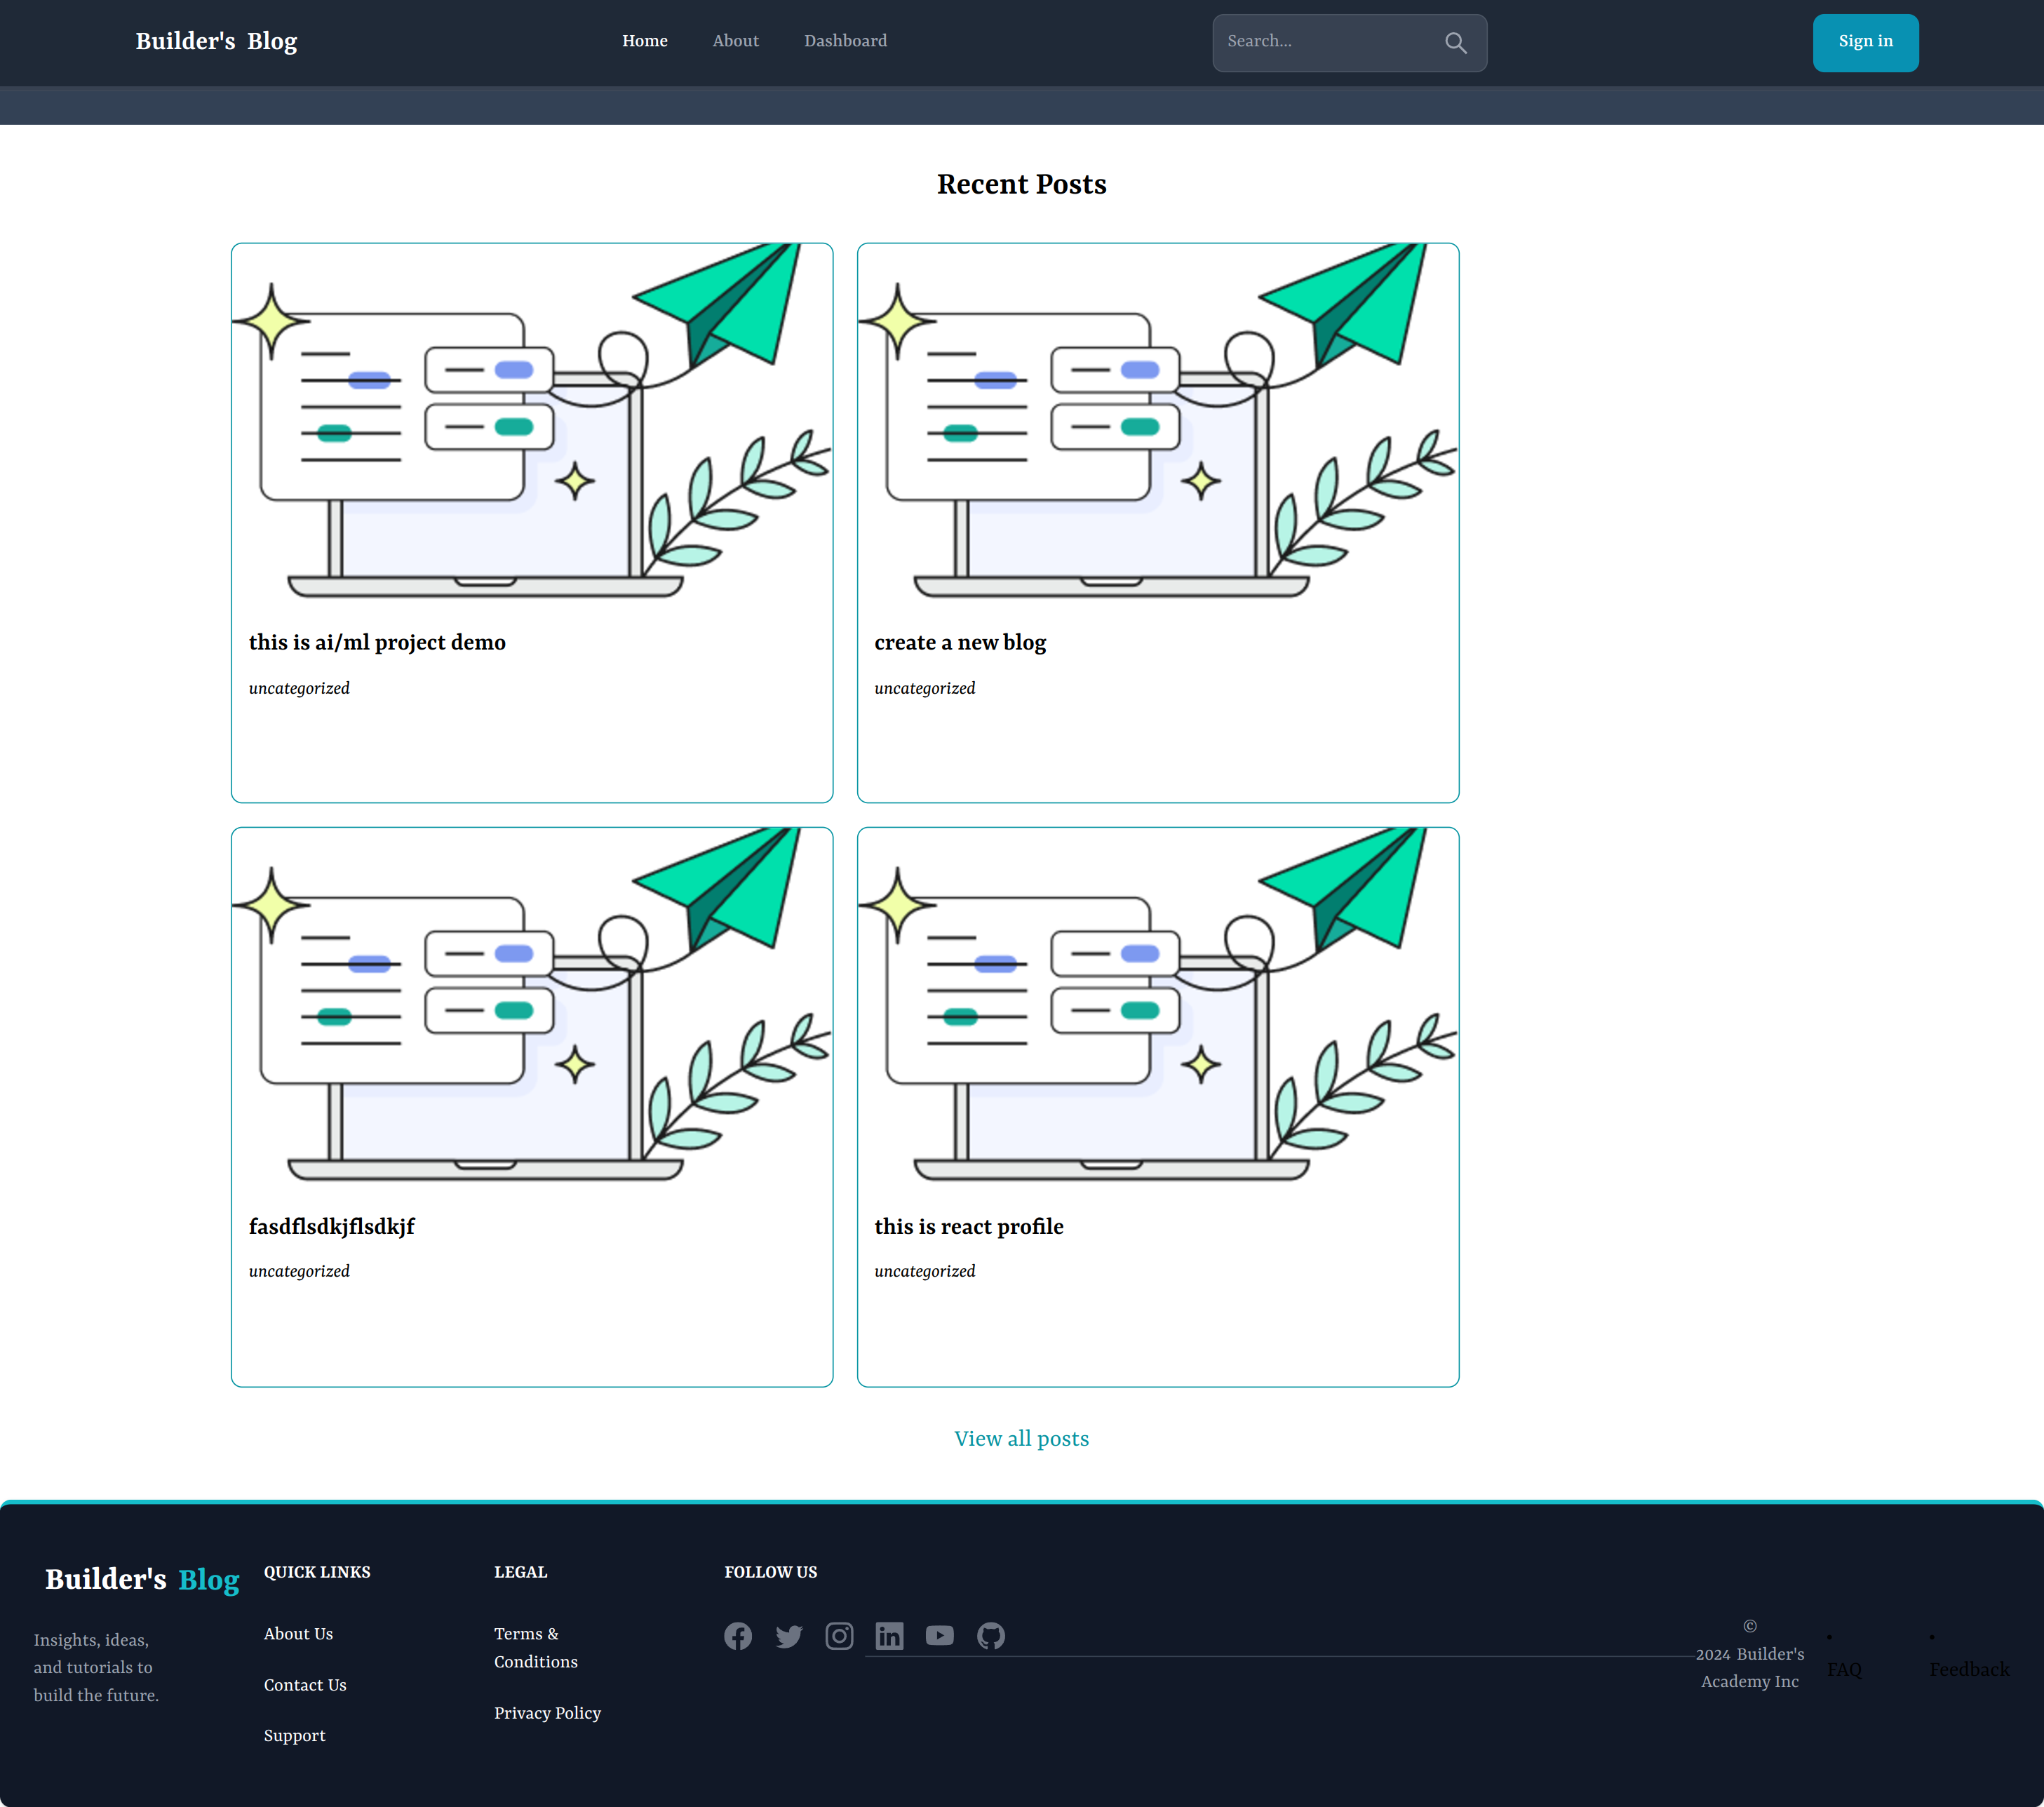 Builder's Blog
Home
About
Dashboard
Search...
Sign in
Recent Posts
this is ai/ml project demo
uncategorized
create a new blog
uncategorized
fasdflsdkjflsdkjf
uncategorized
this is react profile
uncategorized
View all posts
Builder's Blog
Insights, ideas,
and tutorials to
build the future.
QUICK LINKS
About Us
Contact Us
Support
LEGAL
Terms &
Conditions
Privacy Policy
FOLLOW US
©
2024 Builder's
Academy Inc
FAQ
Feedback